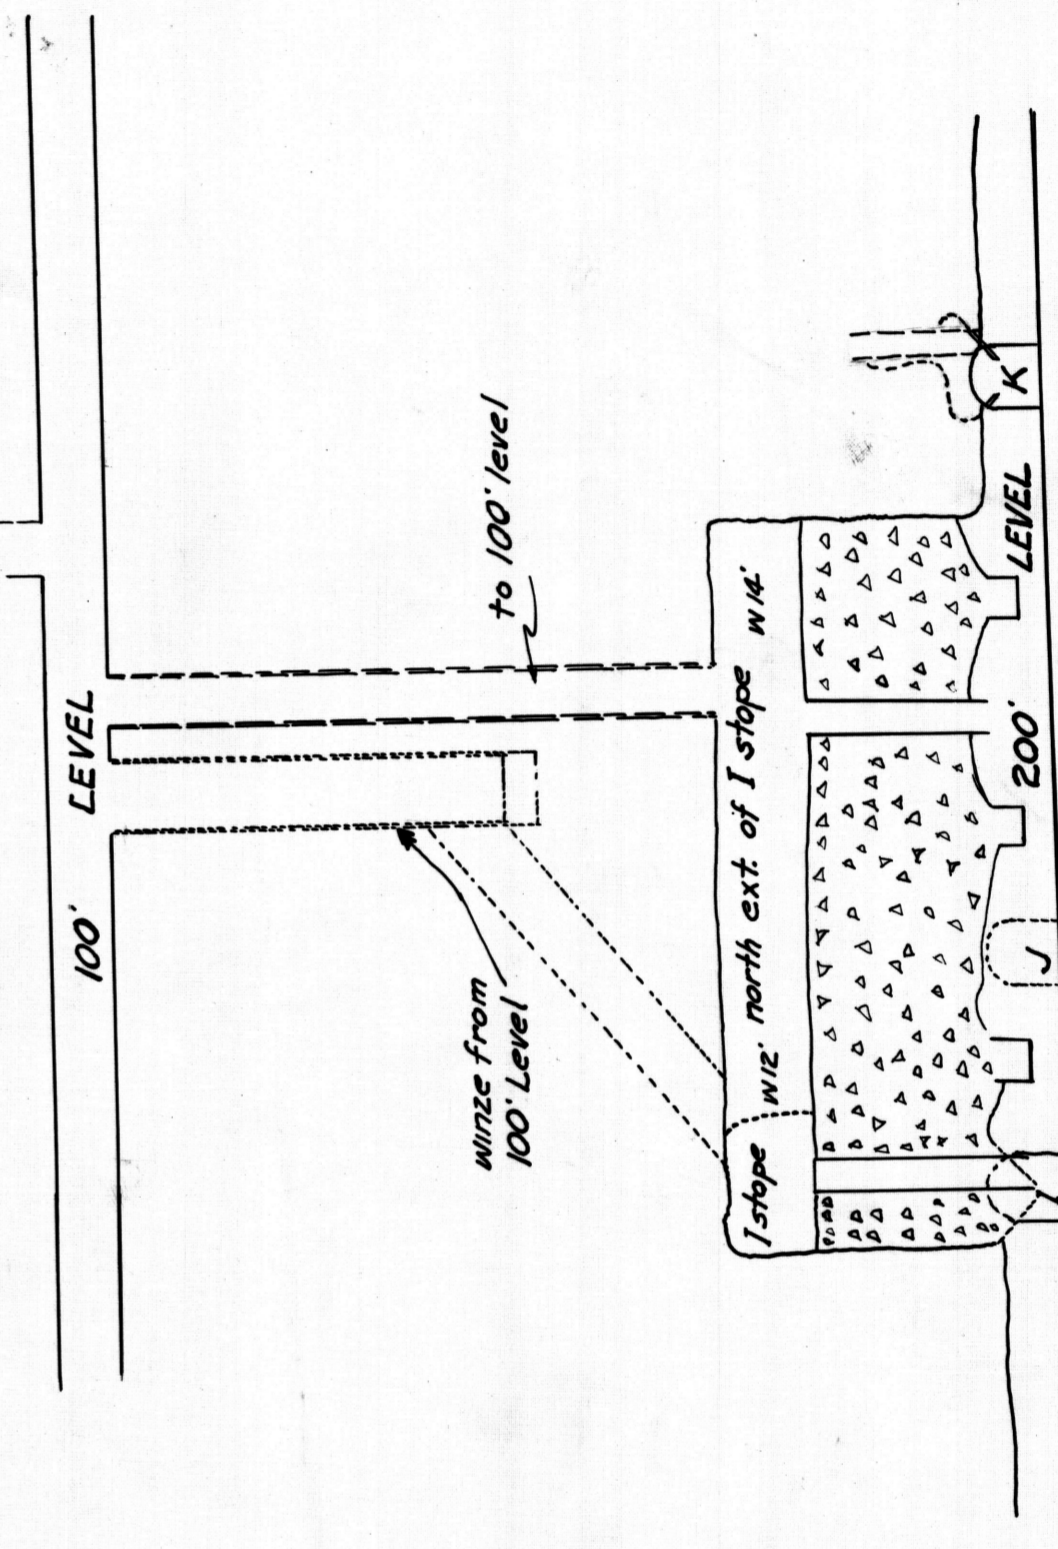 100' LEVEL
to 100' level
winze from
100' Level
I stope W12' north ext. of I stope W14'
200' LEVEL
I
J
K